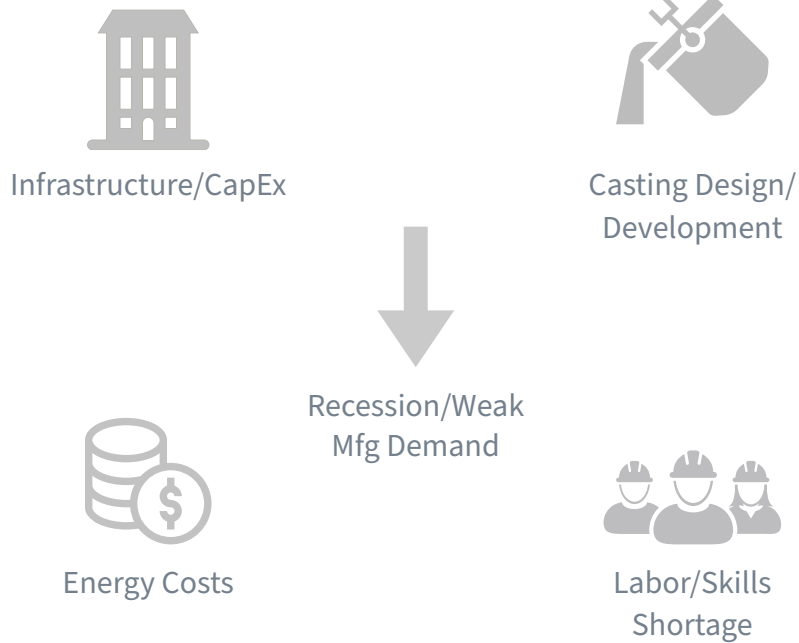 Infrastructure/CapEx
Casting Design/
Development
Recession/Weak
Mfg Demand
$
Energy Costs
Labor/Skills
Shortage